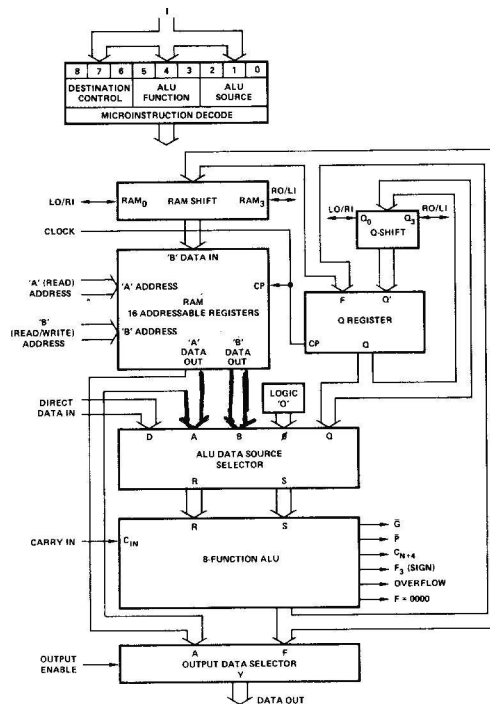 I
8 7 6 5 4 3 2 1 0
DESTINATION CONTROL
ALU FUNCTION
ALU SOURCE
MICROINSTRUCTION DECODE
LO/RI
RAM0 RAM SHIFT RAM3
RO/LI
LO/RI
Q0 Q3
RO/LI
Q-SHIFT
CLOCK
'B' DATA IN
'A' (READ) ADDRESS
'A' ADDRESS
CP
RAM
16 ADDRESSABLE REGISTERS
'B' (READ/WRITE) ADDRESS
'B' ADDRESS
'A' DATA OUT
'B' DATA OUT
F Q'
Q REGISTER
CP Q
DIRECT DATA IN
LOGIC '0'
D A B Ø Q
ALU DATA SOURCE SELECTOR
R S
R S
CARRY IN
CIN
8-FUNCTION ALU
G̅
P̅
CN+4
F3 (SIGN)
OVERFLOW
F = 0000
A F
OUTPUT ENABLE
OUTPUT DATA SELECTOR
Y
DATA OUT